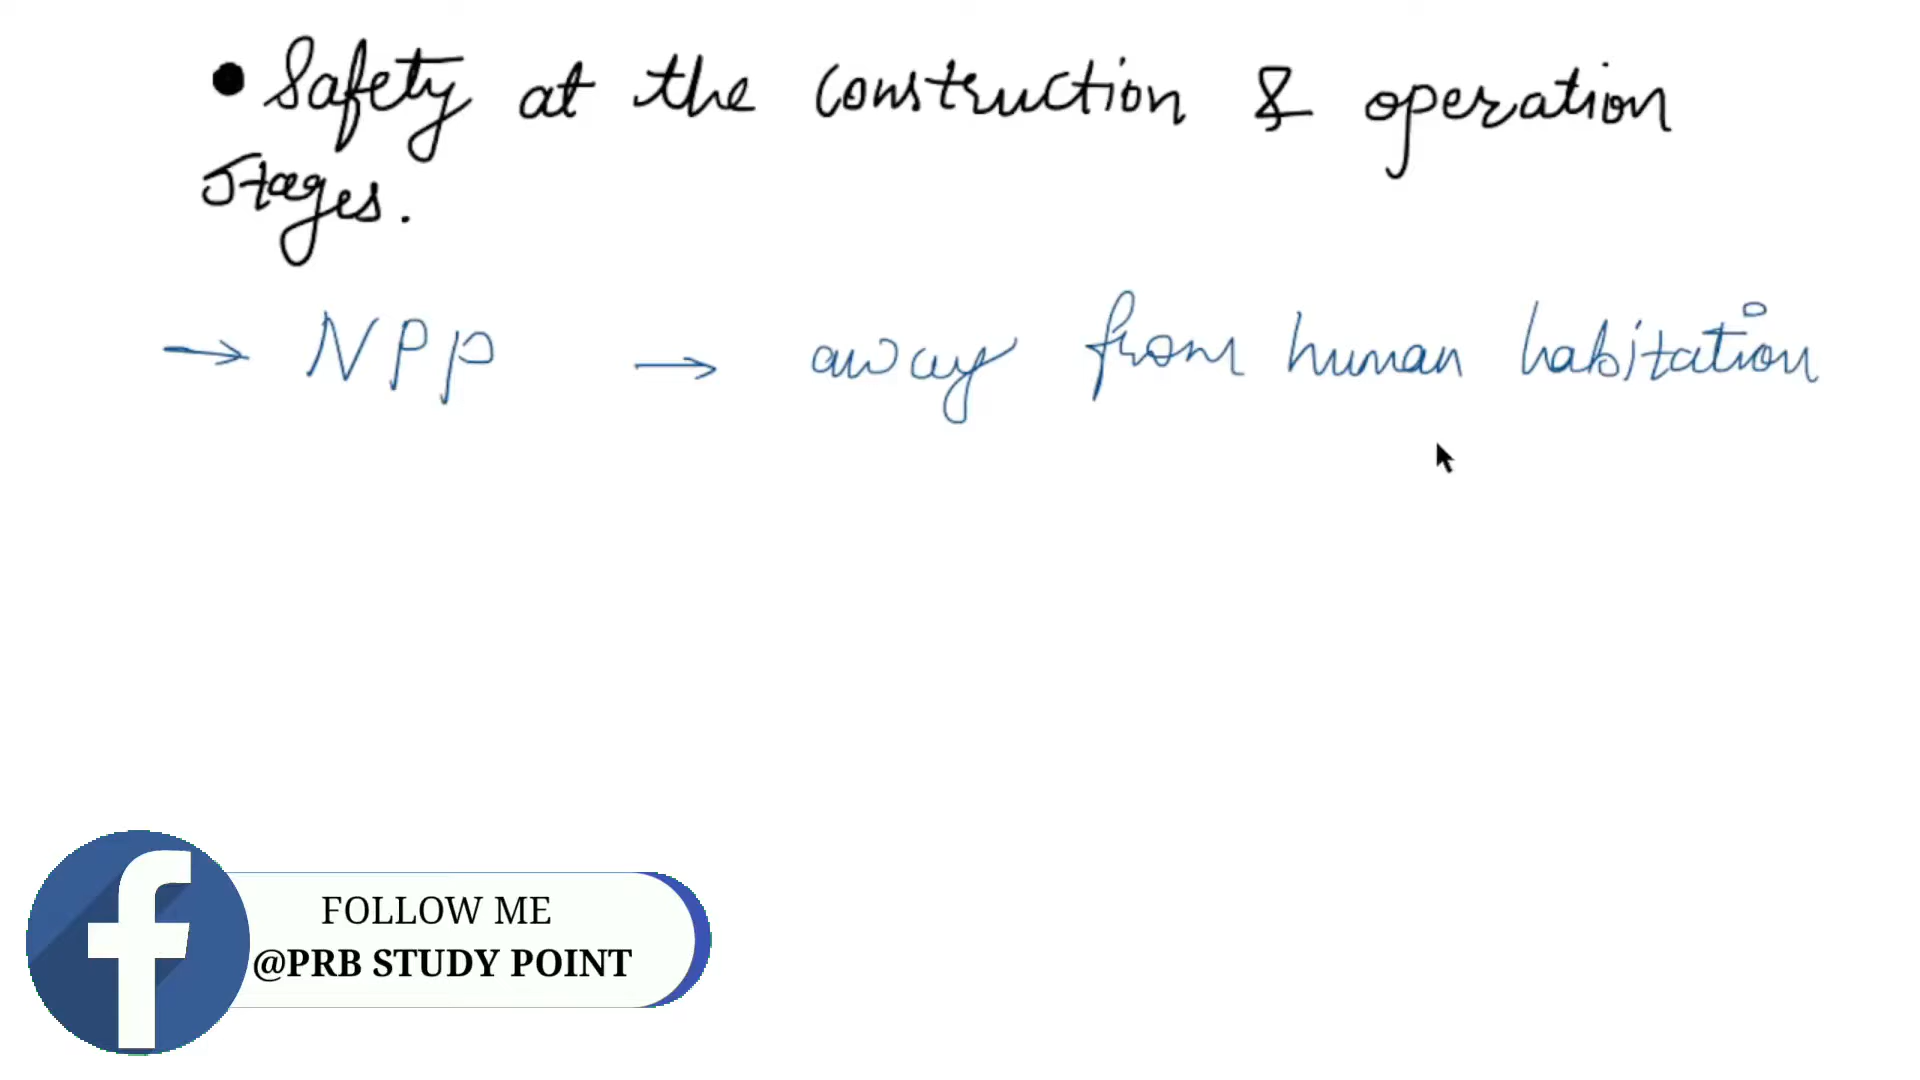 • Safety at the construction & operation
stages.
→ NPP → away from human habitation
FOLLOW ME
@PRB STUDY POINT